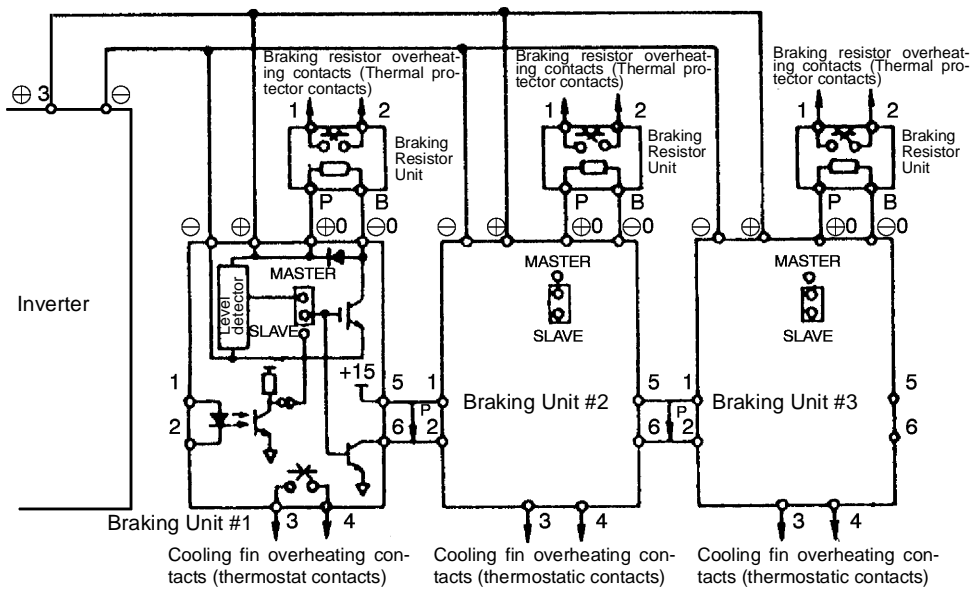 Braking resistor overheat-
ing contacts (Thermal pro-
tector contacts)
Braking resistor overheat-
ing contacts (Thermal pro-
tector contacts)
Braking resistor overheat-
ing contacts (Thermal pro-
tector contacts)
⊕ 3 ⊖
1 2
1 2
1 2
Braking
Resistor
Unit
Braking
Resistor
Unit
Braking
Resistor
Unit
P B
P B
P B
⊖ ⊕ ⊕0 ⊖0
⊖ ⊕ ⊕0 ⊖0
⊖ ⊕ ⊕0 ⊖0
Inverter
Level
detector
MASTER
SLAVE
MASTER
SLAVE
MASTER
SLAVE
+15
1
2
5
6
P
1
2
Braking Unit #2
5
6
P
1
2
Braking Unit #3
5
6
Braking Unit #1
3 4
3 4
3 4
Cooling fin overheating con-
tacts (thermostat contacts)
Cooling fin overheating con-
tacts (thermostatic contacts)
Cooling fin overheating con-
tacts (thermostatic contacts)